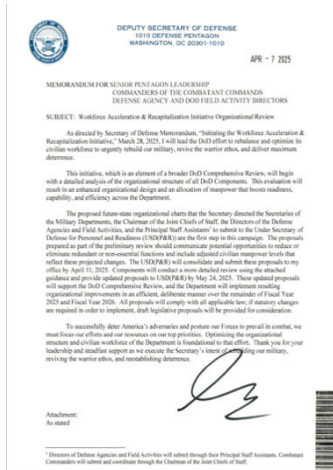 DEPUTY SECRETARY OF DEFENSE
1010 DEFENSE PENTAGON
WASHINGTON, DC 20301-1010
APR - 7 2025
MEMORANDUM FOR SENIOR PENTAGON LEADERSHIP
COMMANDERS OF THE COMBATANT COMMANDS
DEFENSE AGENCY AND DOD FIELD ACTIVITY DIRECTORS
SUBJECT: Workforce Acceleration & Recapitalization Initiative Organizational Review
As directed by Secretary of Defense Memorandum, "Initiating the Workforce Acceleration &
Recapitalization Initiative," March 28, 2025, I will lead the DoD effort to rebalance and optimize its
civilian workforce to urgently rebuild our military, revive the warrior ethos, and deliver maximum
deterrence.
This initiative, which is an element of a broader DoD Comprehensive Review, will begin
with a detailed analysis of the organizational structure of all DoD Components. This evaluation will
result in an enhanced organizational design and an allocation of manpower that boosts readiness,
capability, and efficiency across the Department.
The proposed future-state organizational charts that the Secretary directed the Secretaries of
the Military Departments, the Chairman of the Joint Chiefs of Staff, the Directors of the Defense
Agencies and Field Activities, and the Principal Staff Assistants¹ to submit to the Under Secretary of
Defense for Personnel and Readiness (USD(P&R)) are the first step in this campaign. The proposals
prepared as part of the preliminary review should communicate potential opportunities to reduce or
eliminate redundant or non-essential functions and include adjusted civilian manpower levels that
reflect these projected changes. The USD(P&R) will consolidate and submit these proposals to my
office by April 11, 2025. Components will conduct a more detailed review using the attached
guidance and provide updated proposals to USD(P&R) by May 24, 2025. These updated proposals
will support the DoD Comprehensive Review, and the Department will implement resulting
organizational improvements in an efficient, deliberate manner over the remainder of Fiscal Year
2025 and Fiscal Year 2026. All proposals will comply with all applicable law; if statutory changes
are required in order to implement, draft legislative proposals will be provided for consideration.
To successfully deter America's adversaries and posture our Forces to prevail in combat, we
must focus our efforts and our resources on our top priorities. Optimizing the organizational
structure and civilian workforce of the Department is foundational to that effort. Thank you for your
leadership and steadfast support as we execute the Secretary's intent of rebuilding our military,
reviving the warrior ethos, and reestablishing deterrence.
Attachment:
As stated
¹ Directors of Defense Agencies and Field Activities will submit through their Principal Staff Assistants. Combatant
Commanders will submit and coordinate through the Chairman of the Joint Chiefs of Staff.